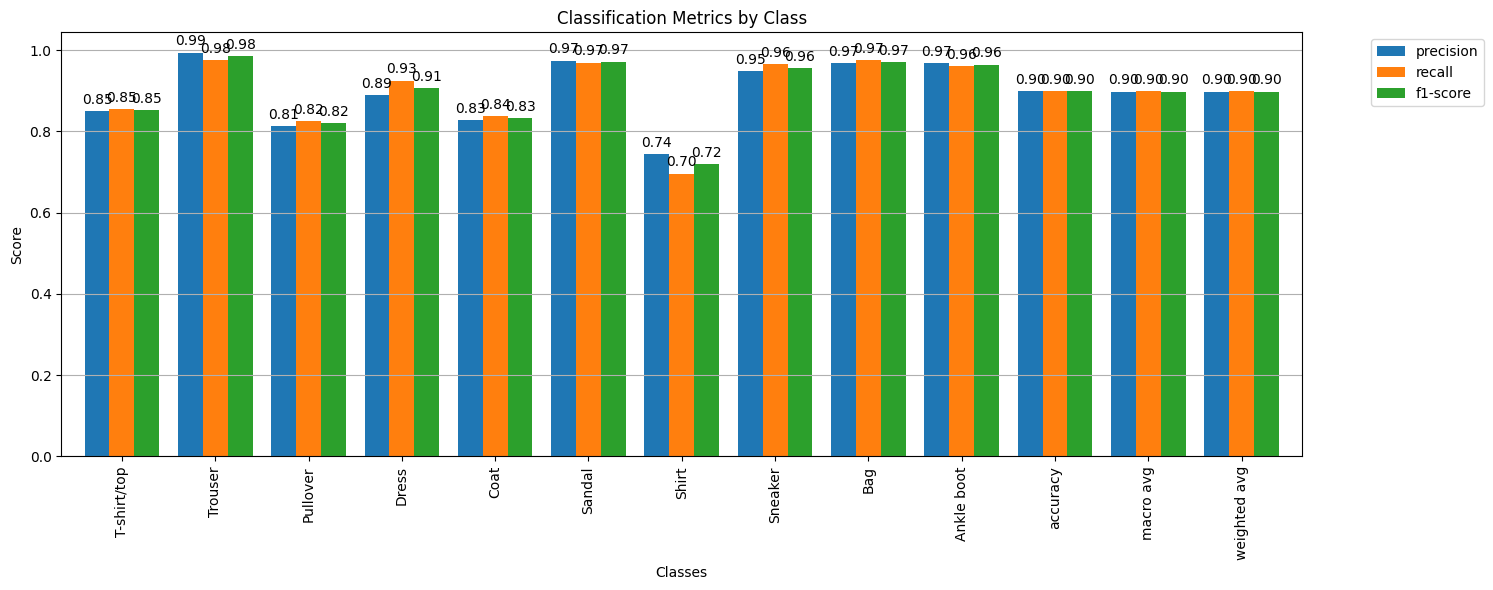 Classification Metrics by Class
precision
recall
f1-score
Score
1.0
0.8
0.6
0.4
0.2
0.0
0.85 0.85 0.85
0.99 0.98 0.98
0.81 0.82 0.82
0.89 0.93 0.91
0.83 0.84 0.83
0.97 0.97 0.97
0.74 0.70 0.72
0.95 0.96 0.96
0.97 0.97 0.97
0.97 0.96 0.96
0.90 0.90 0.90
0.90 0.90 0.90
0.90 0.90 0.90
T-shirt/top
Trouser
Pullover
Dress
Coat
Sandal
Shirt
Sneaker
Bag
Ankle boot
accuracy
macro avg
weighted avg
Classes